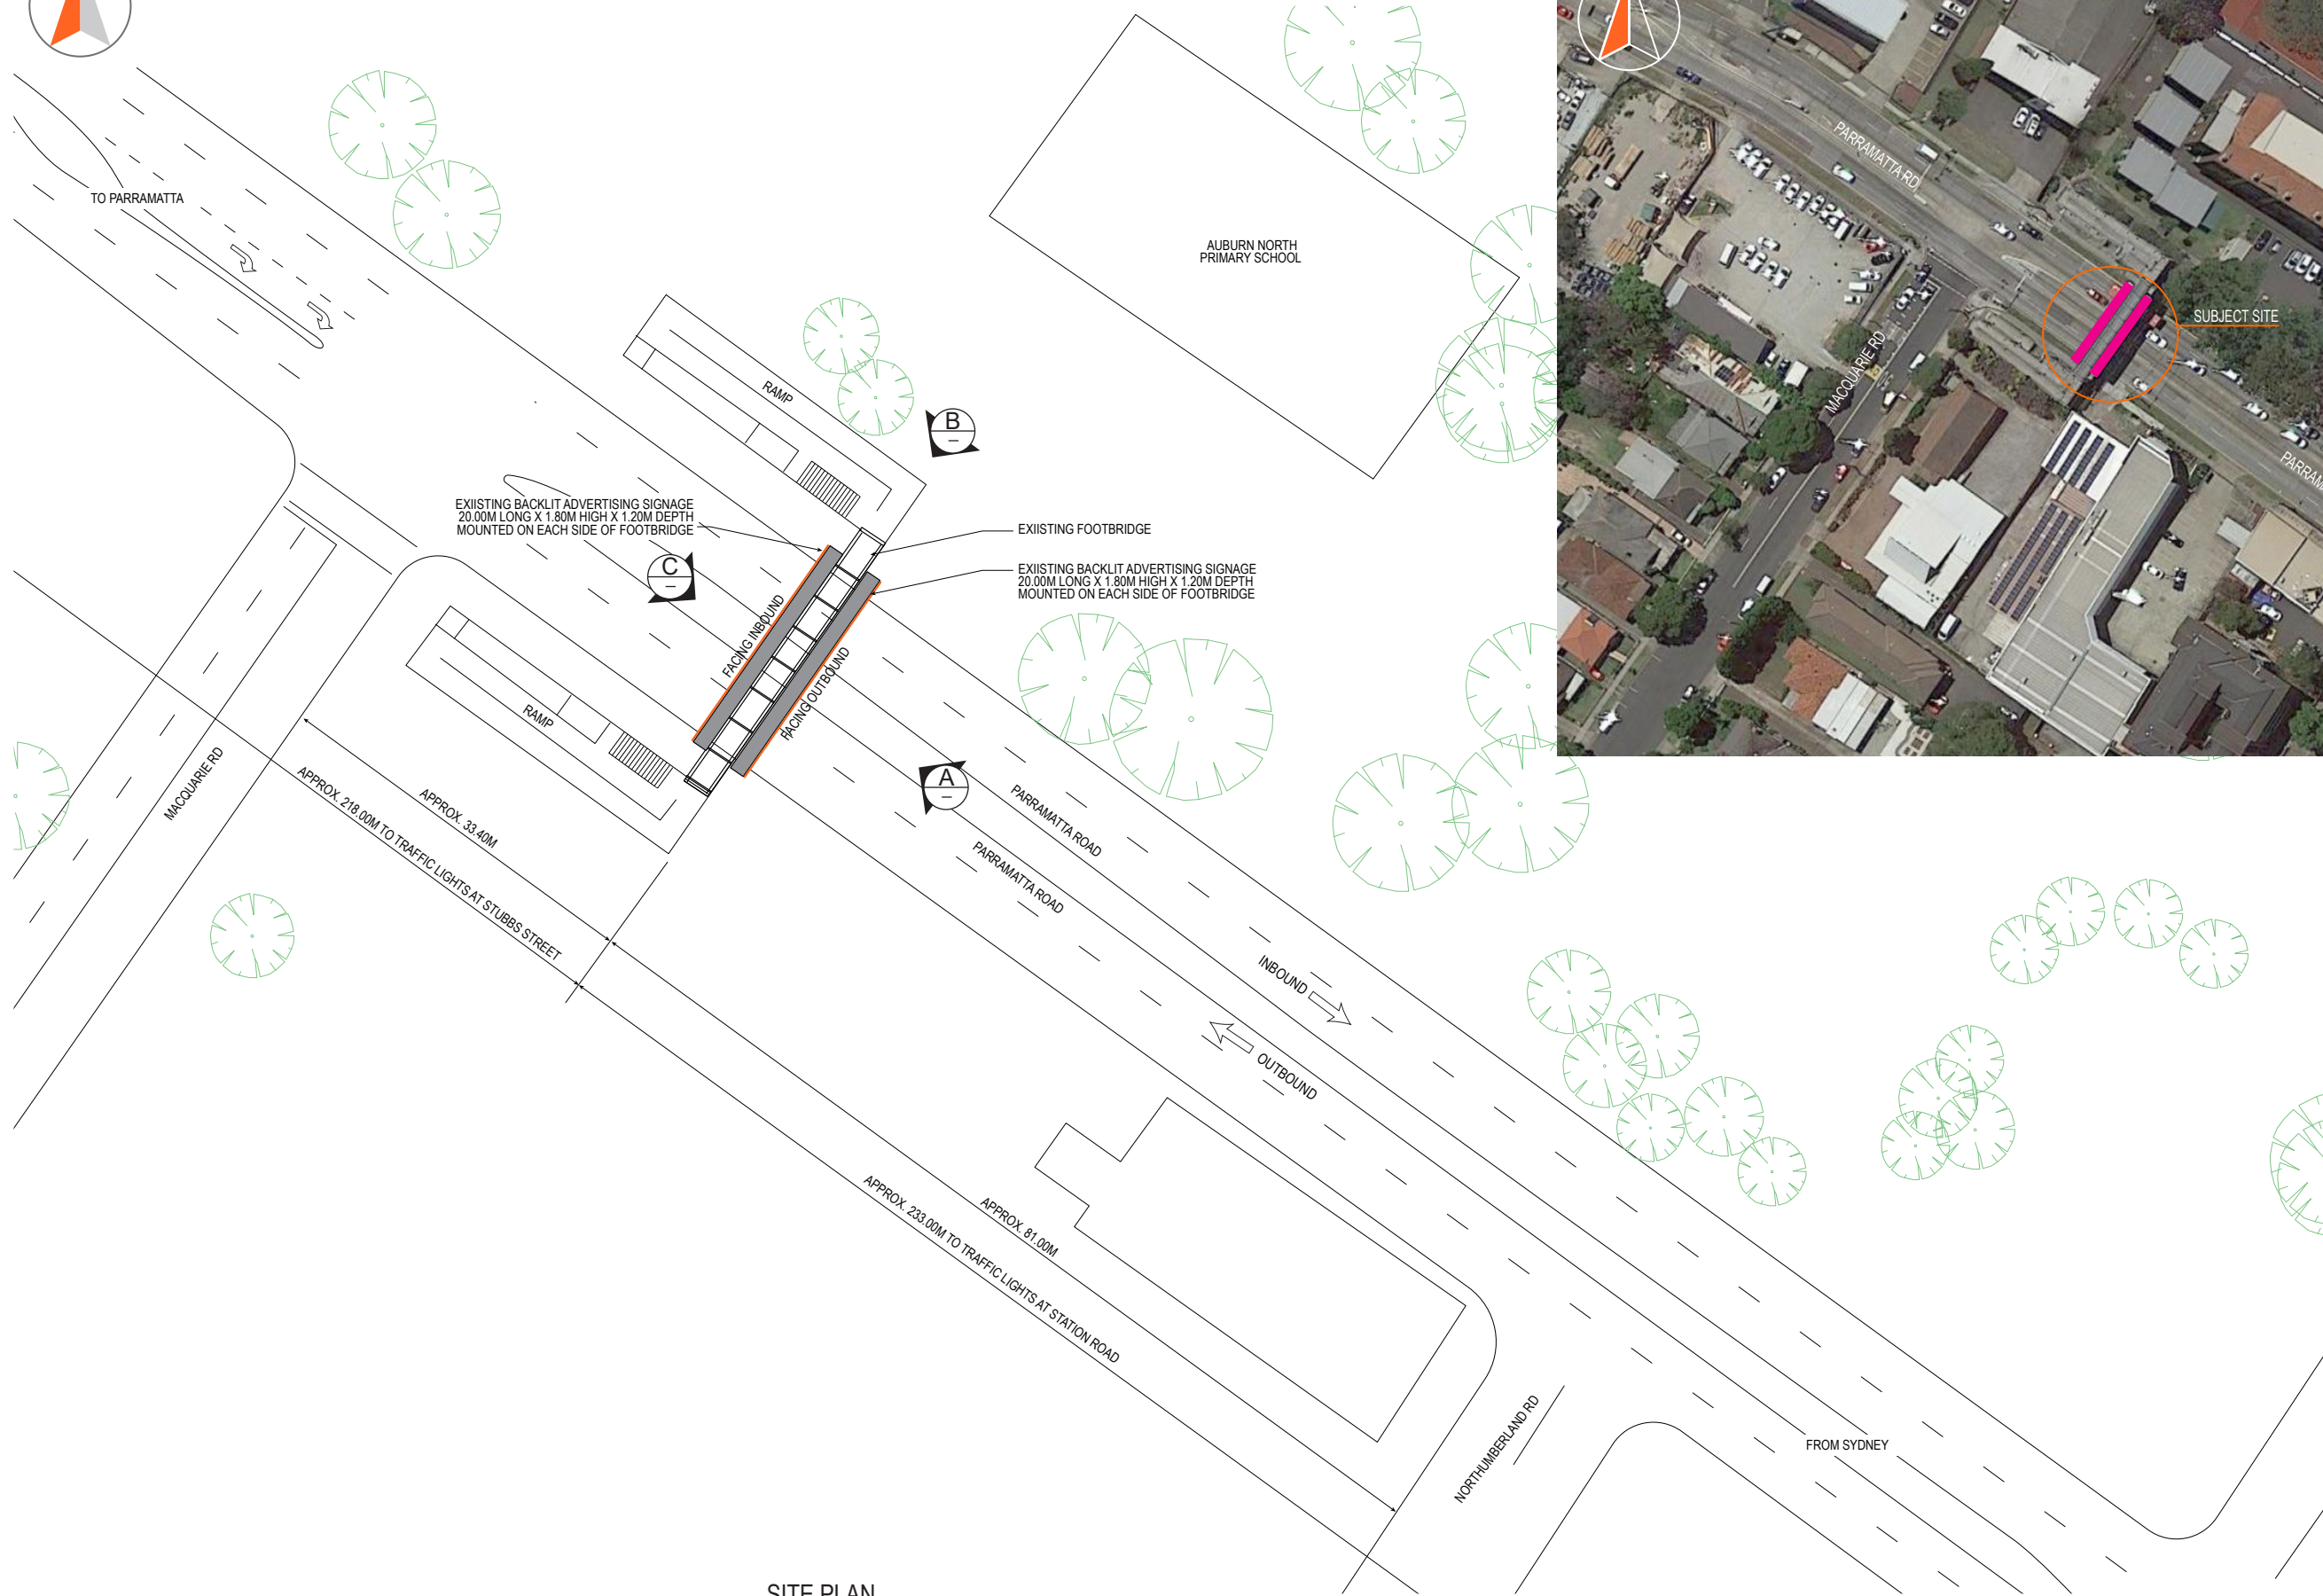 TO PARRAMATTA
AUBURN NORTH
PRIMARY SCHOOL
PARRAMATTA RD
SUBJECT SITE
MACQUARIE RD
PARRAM
RAMP
B
–
EXIISTING BACKLIT ADVERTISING SIGNAGE
20.00M LONG X 1.80M HIGH X 1.20M DEPTH
MOUNTED ON EACH SIDE OF FOOTBRIDGE
EXIISTING FOOTBRIDGE
C
–
EXIISTING BACKLIT ADVERTISING SIGNAGE
20.00M LONG X 1.80M HIGH X 1.20M DEPTH
MOUNTED ON EACH SIDE OF FOOTBRIDGE
FACING INBOUND
FACING OUTBOUND
RAMP
MACQUARIE RD
A
–
APPROX. 33.40M
APPROX. 218.00M TO TRAFFIC LIGHTS AT STUBBS STREET
PARRAMATTA ROAD
PARRAMATTA ROAD
INBOUND
OUTBOUND
APPROX. 81.00M
APPROX. 233.00M TO TRAFFIC LIGHTS AT STATION ROAD
NORTHUMBERLAND RD
FROM SYDNEY
SITE PLAN